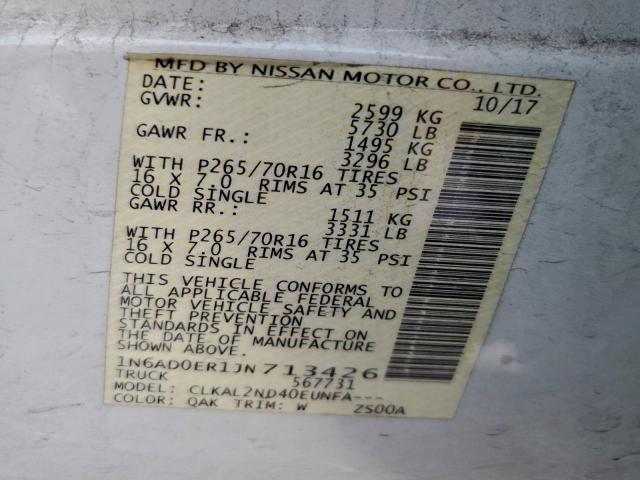 MFD BY NISSAN MOTOR CO., LTD.
DATE: 10/17
GVWR: 2599 KG
5730 LB
GAWR FR.: 1495 KG
3296 LB
WITH P265/70R16 TIRES
16 X 7.0 RIMS AT 35 PSI
COLD SINGLE
GAWR RR.: 1511 KG
3331 LB
WITH P265/70R16 TIRES
16 X 7.0 RIMS AT 35 PSI
COLD SINGLE
THIS VEHICLE CONFORMS TO
ALL APPLICABLE FEDERAL
MOTOR VEHICLE SAFETY AND
THEFT PREVENTION
STANDARDS IN EFFECT ON
THE DATE OF MANUFACTURE
SHOWN ABOVE.
1N6AD0ER1JN713426
TRUCK 567731
MODEL: CLKAL2ND40EUNFA---
COLOR: QAK TRIM: W ZS00A